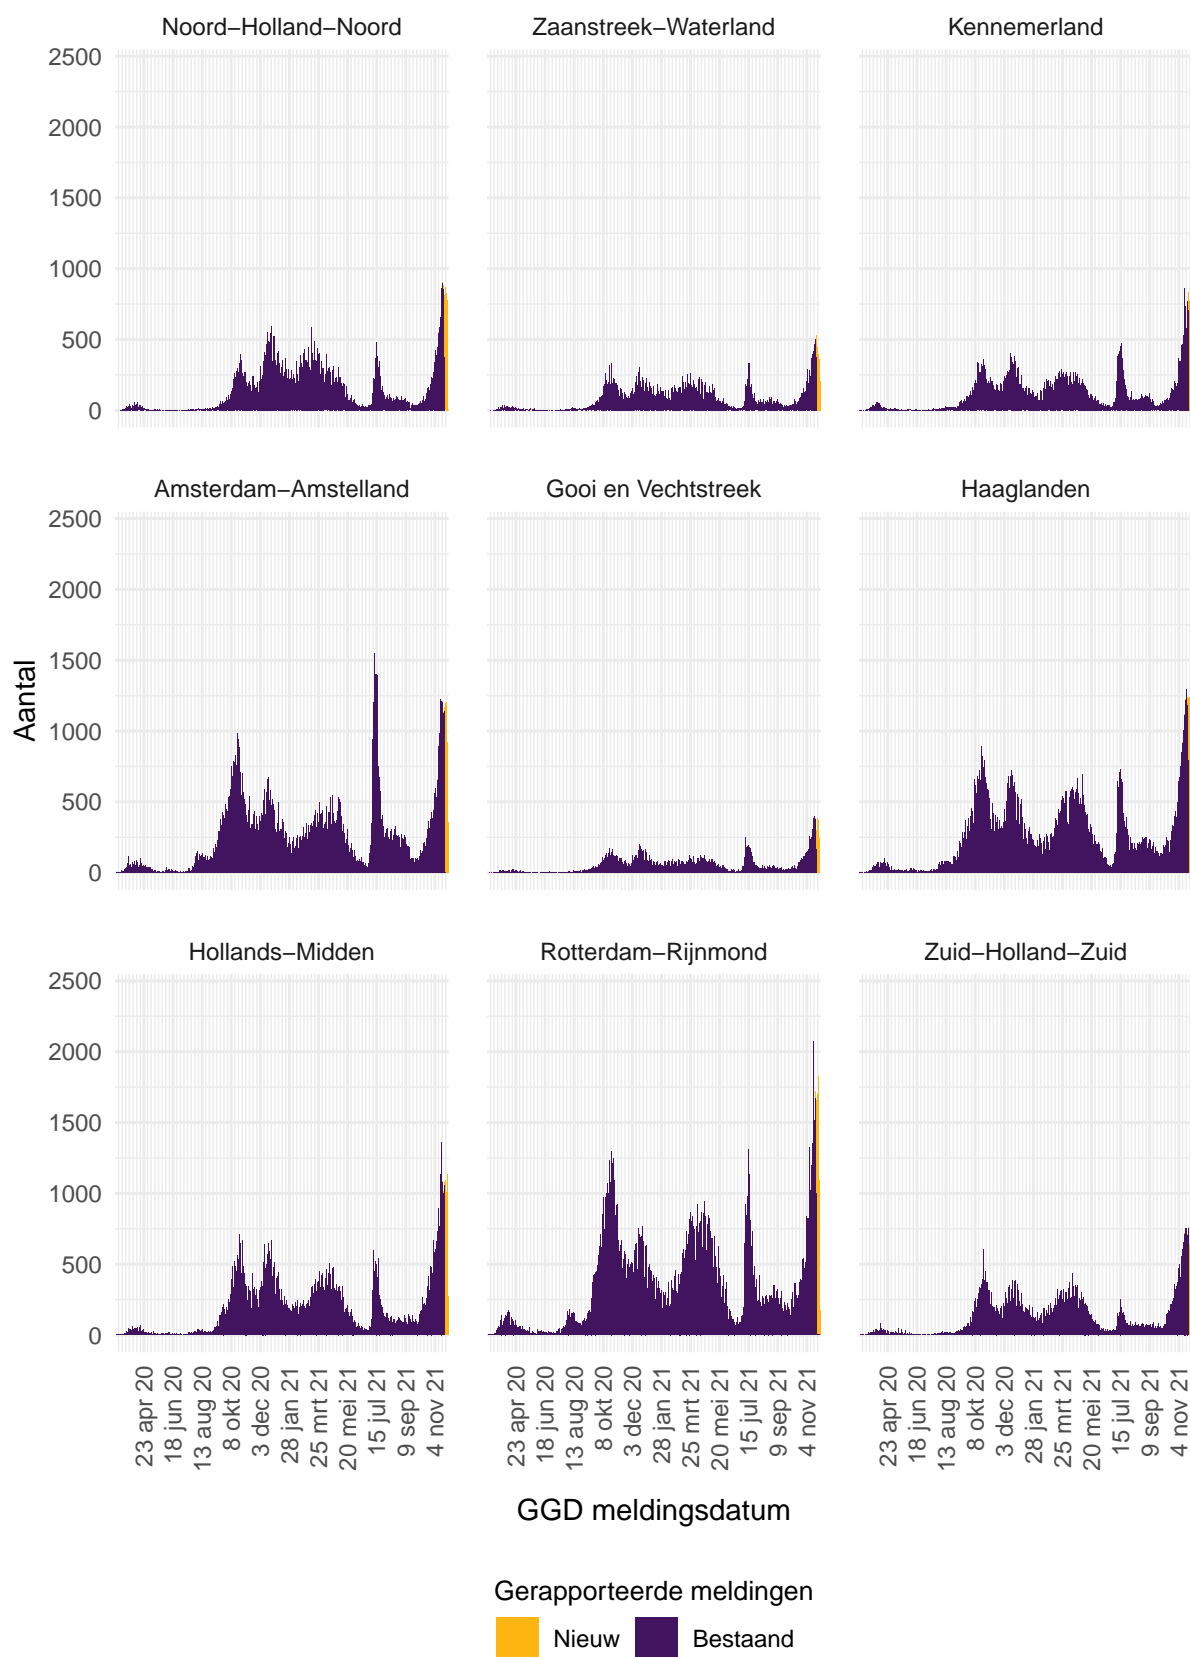 Noord−Holland−Noord
Zaanstreek−Waterland
Kennemerland
2500
2000
1500
1000
500
0
Amsterdam−Amstelland
Gooi en Vechtstreek
Haaglanden
2500
2000
1500
1000
500
0
Aantal
Hollands−Midden
Rotterdam−Rijnmond
Zuid−Holland−Zuid
2500
2000
1500
1000
500
0
23 apr 20
18 jun 20
13 aug 20
8 okt 20
3 dec 20
28 jan 21
25 mrt 21
20 mei 21
15 jul 21
9 sep 21
4 nov 21
23 apr 20
18 jun 20
13 aug 20
8 okt 20
3 dec 20
28 jan 21
25 mrt 21
20 mei 21
15 jul 21
9 sep 21
4 nov 21
23 apr 20
18 jun 20
13 aug 20
8 okt 20
3 dec 20
28 jan 21
25 mrt 21
20 mei 21
15 jul 21
9 sep 21
4 nov 21
GGD meldingsdatum
Gerapporteerde meldingen
Nieuw
Bestaand